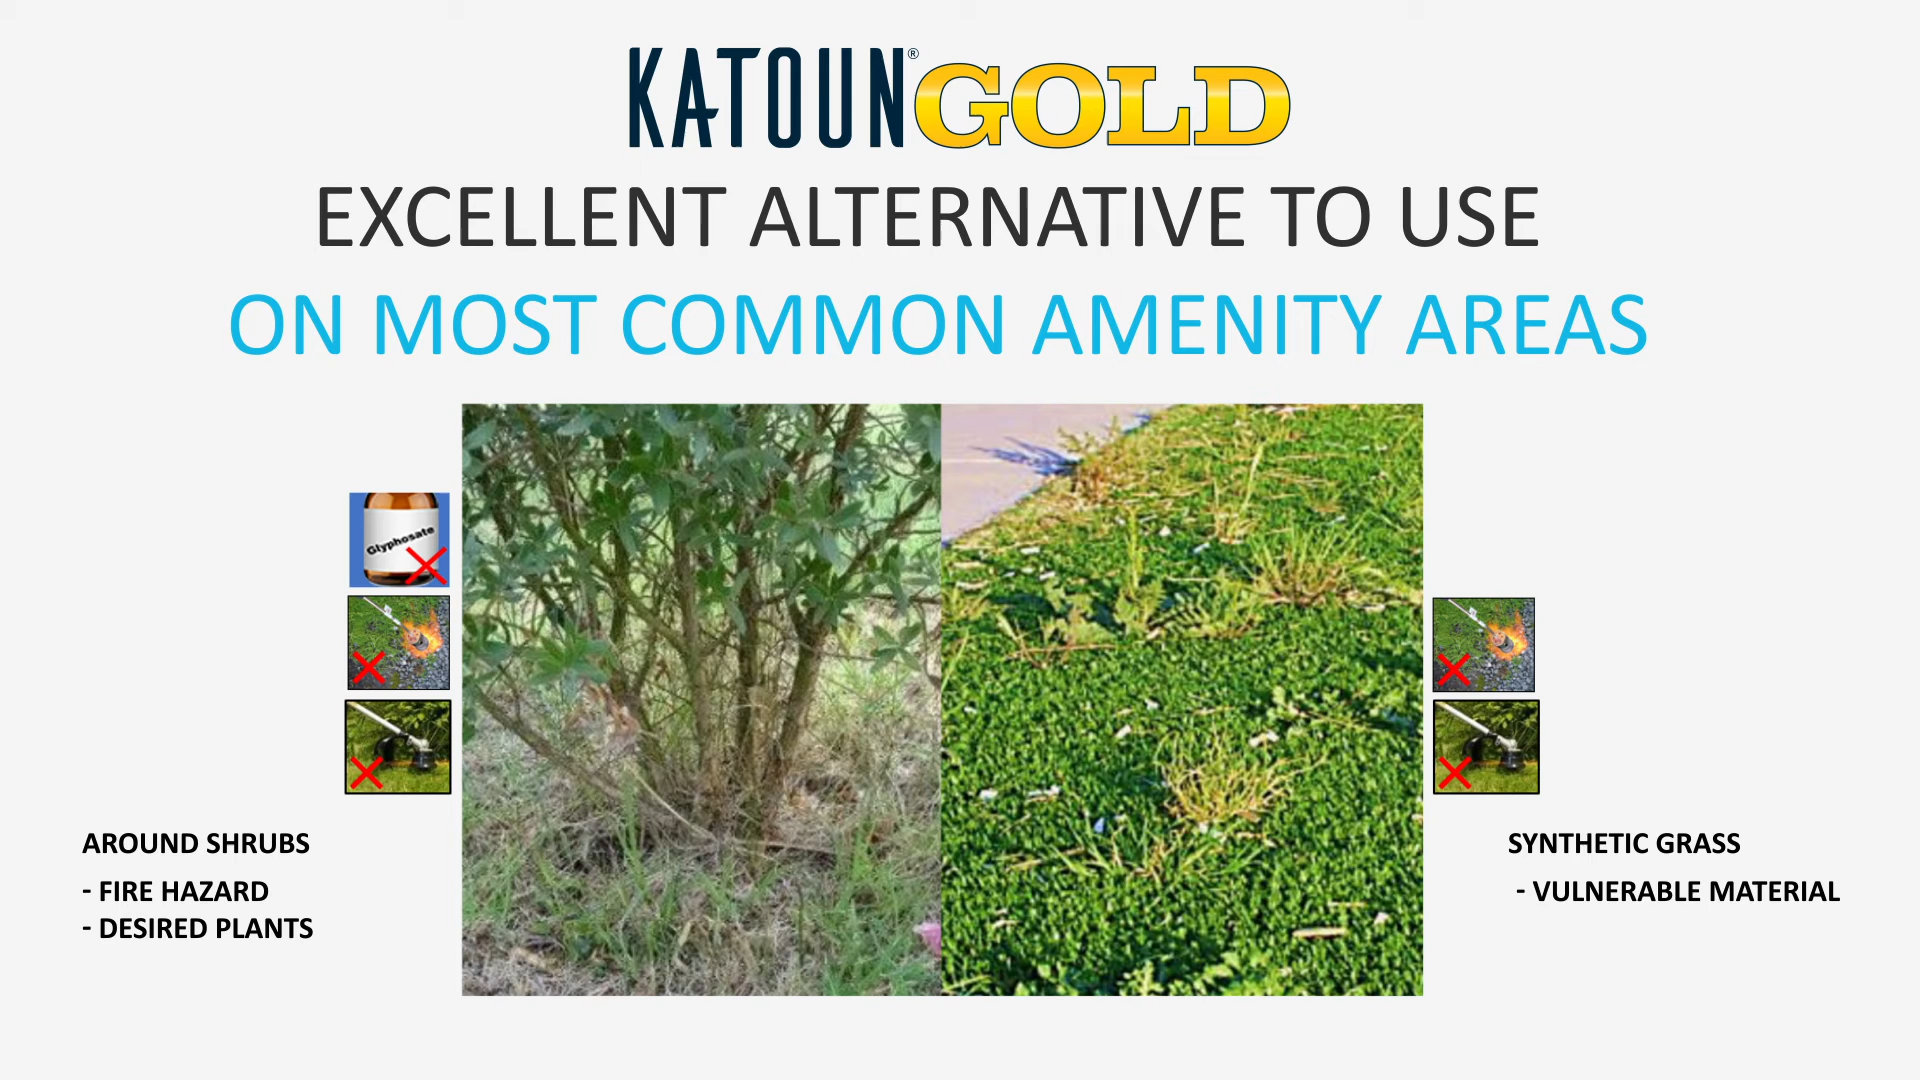 KATOUN® GOLD
EXCELLENT ALTERNATIVE TO USE
ON MOST COMMON AMENITY AREAS
Glyphosate
AROUND SHRUBS
- FIRE HAZARD
- DESIRED PLANTS
SYNTHETIC GRASS
- VULNERABLE MATERIAL